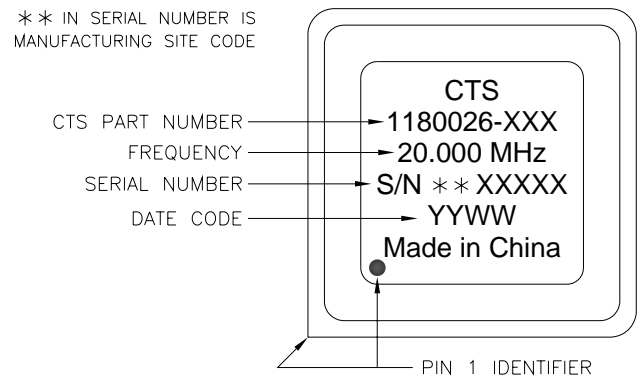 ** IN SERIAL NUMBER IS
MANUFACTURING SITE CODE
CTS
CTS PART NUMBER 1180026-XXX
FREQUENCY 20.000 MHz
SERIAL NUMBER S/N ** XXXXX
DATE CODE YYWW
Made in China
PIN 1 IDENTIFIER